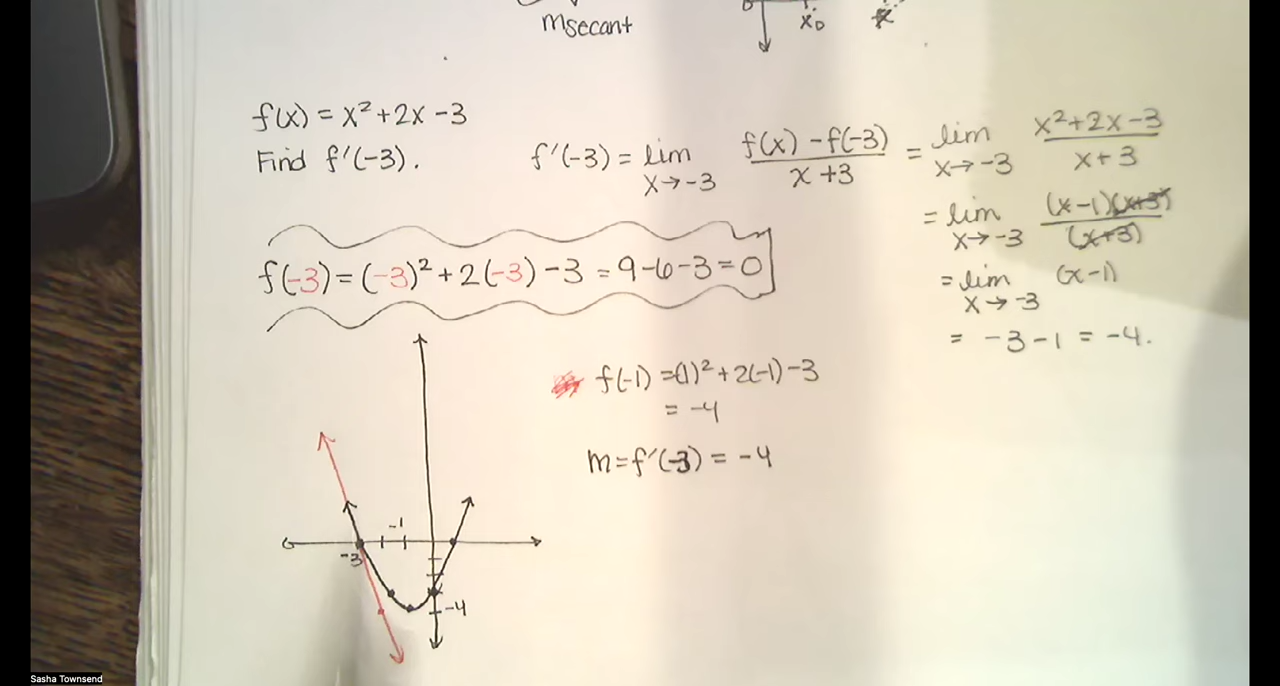 msecant
x₀
f(x) = x² + 2x - 3
Find f'(-3).
f'(-3) = lim x→-3 f(x) - f(-3) / x + 3 = lim x→-3 x² + 2x - 3 / x + 3
= lim x→-3 (x-1)(x+3) / (x+3)
= lim x→-3 (x-1)
= -3 - 1 = -4.
f(-3) = (-3)² + 2(-3) - 3 = 9 - 6 - 3 = 0
f(-1) = (1)² + 2(-1) - 3
= -4
m = f'(-3) = -4
-1
-3
-4
Sasha Townsend